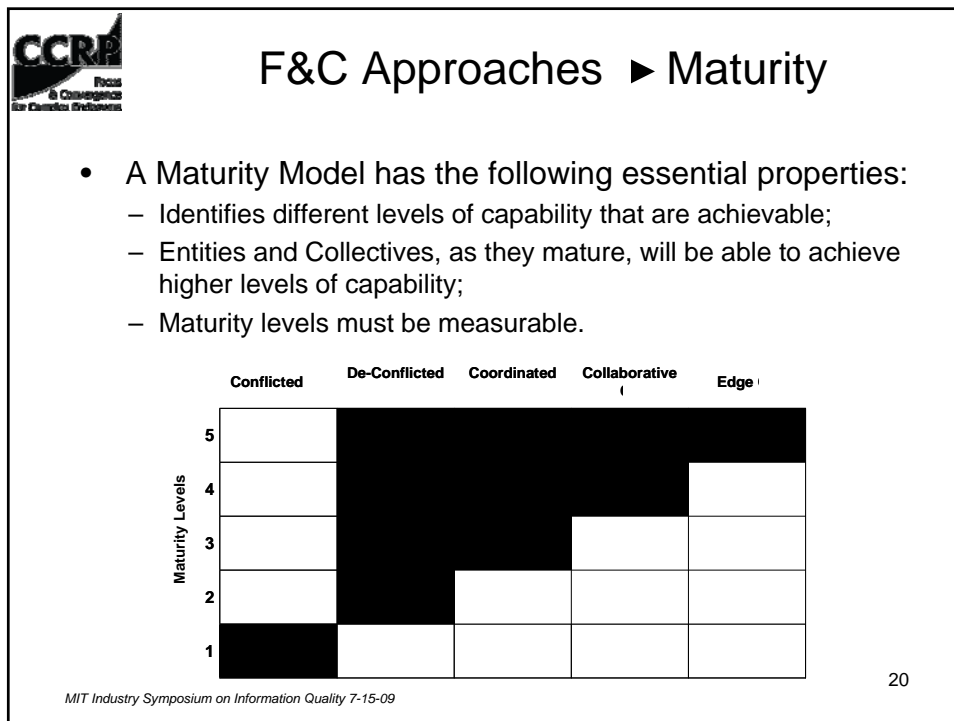 CCRP
Focus
& Convergence
for Complex Endeavors
F&C Approaches ► Maturity
• A Maturity Model has the following essential properties:
– Identifies different levels of capability that are achievable;
– Entities and Collectives, as they mature, will be able to achieve
higher levels of capability;
– Maturity levels must be measurable.
Conflicted De-Conflicted Coordinated Collaborative Edge
Maturity Levels
5
4
3
2
1
MIT Industry Symposium on Information Quality 7-15-09
20